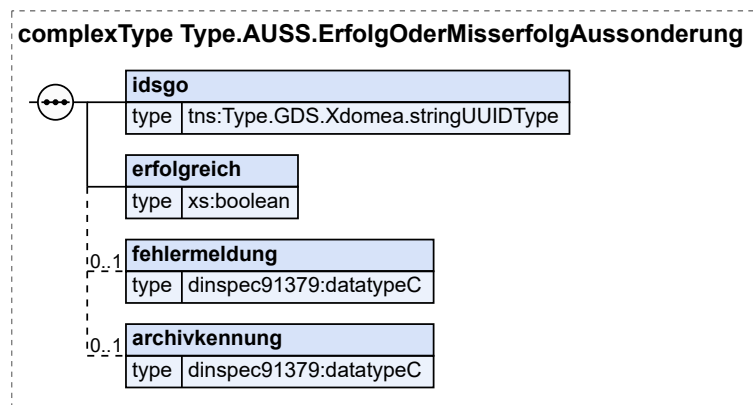 complexType Type.AUSS.ErfolgOderMisserfolgAussonderung
idsgo
type tns:Type.GDS.Xdomea.stringUUIDType
erfolgreich
type xs:boolean
0..1 fehlermeldung
type dinspec91379:datatypeC
0..1 archivkennung
type dinspec91379:datatypeC